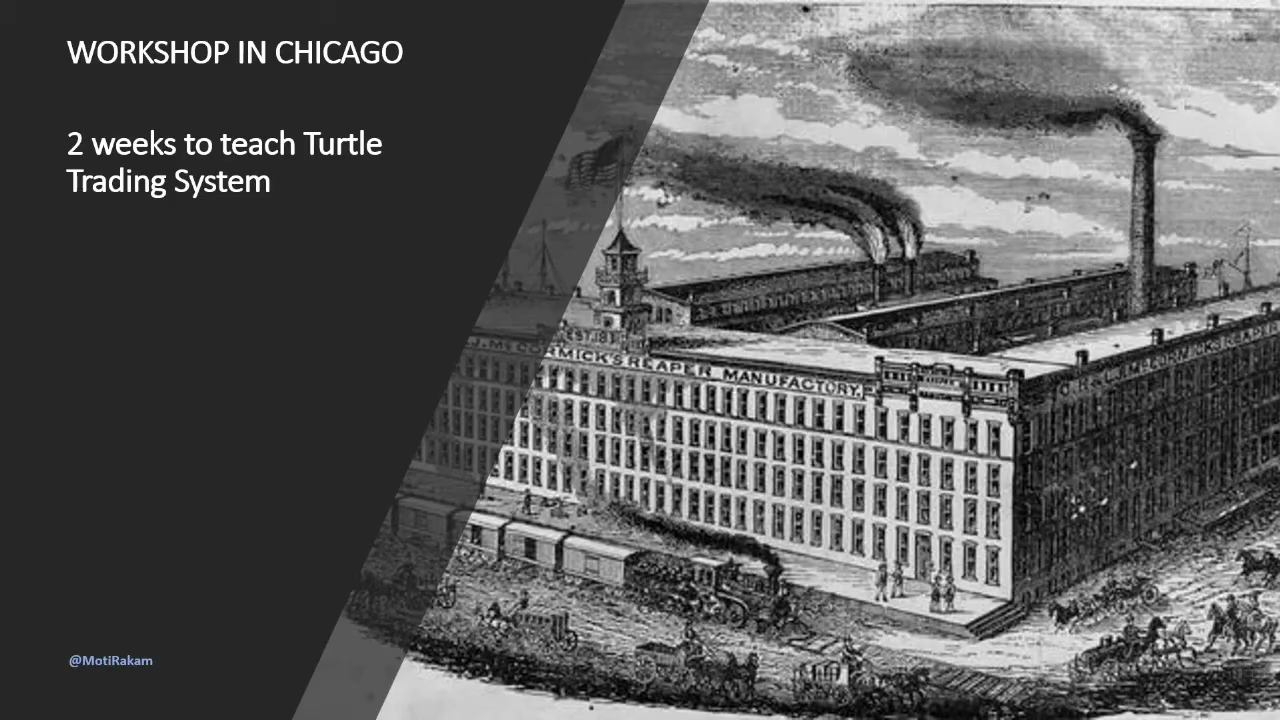 WORKSHOP IN CHICAGO
2 weeks to teach Turtle
Trading System
J. McCORMICK'S REAPER MANUFACTORY.
@MotiRakam